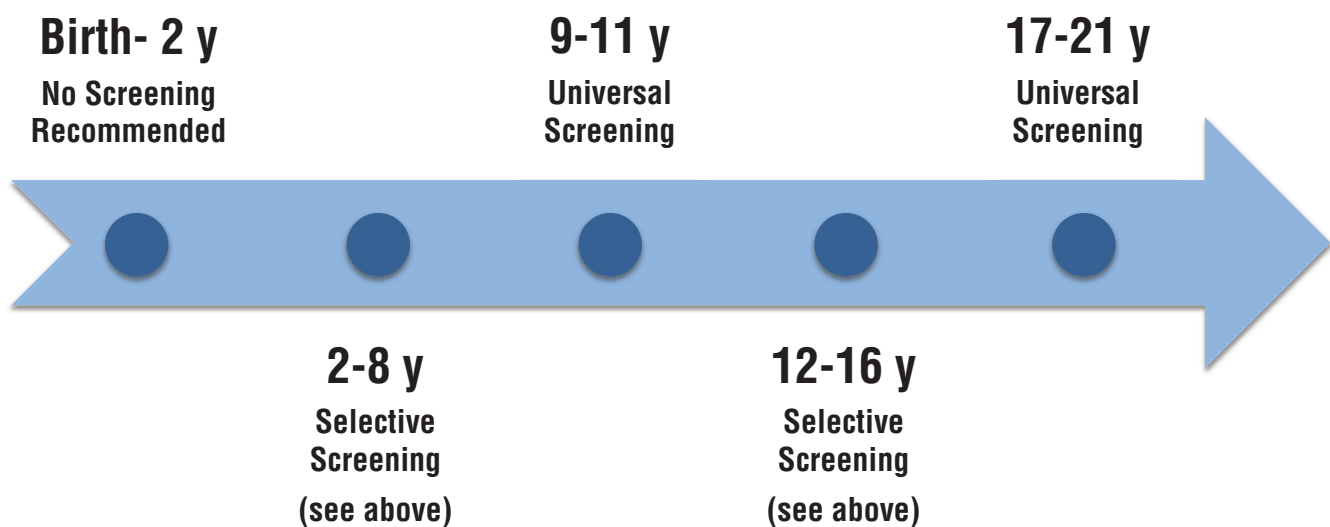 Birth- 2 y
No Screening
Recommended
2-8 y
Selective
Screening
(see above)
9-11 y
Universal
Screening
12-16 y
Selective
Screening
(see above)
17-21 y
Universal
Screening